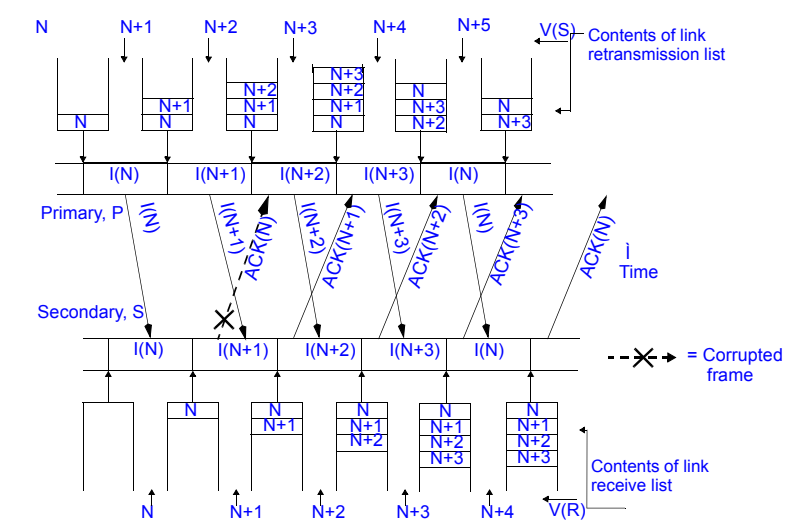 N N+1 N+2 N+3 N+4 N+5 V(S)
Contents of link
retransmission list
N+3
N+2 N+2 N
N+1 N+1 N+1 N+3 N
N N N N N+2 N+3
I(N) I(N+1) I(N+2) I(N+3) I(N)
Primary, P
I(N) I(N+1) ACK(N) I(N+2) ACK(N+1) I(N+3) ACK(N+2) I(N) ACK(N+3) ACK(N)
Ì
Time
Secondary, S
I(N) I(N+1) I(N+2) I(N+3) I(N)
= Corrupted
frame
N N N N N
N+1 N+1 N+1 N+1
N+2 N+2 N+2
N+3 N+3
Contents of link
receive list
N N+1 N+2 N+3 N+4 V(R)